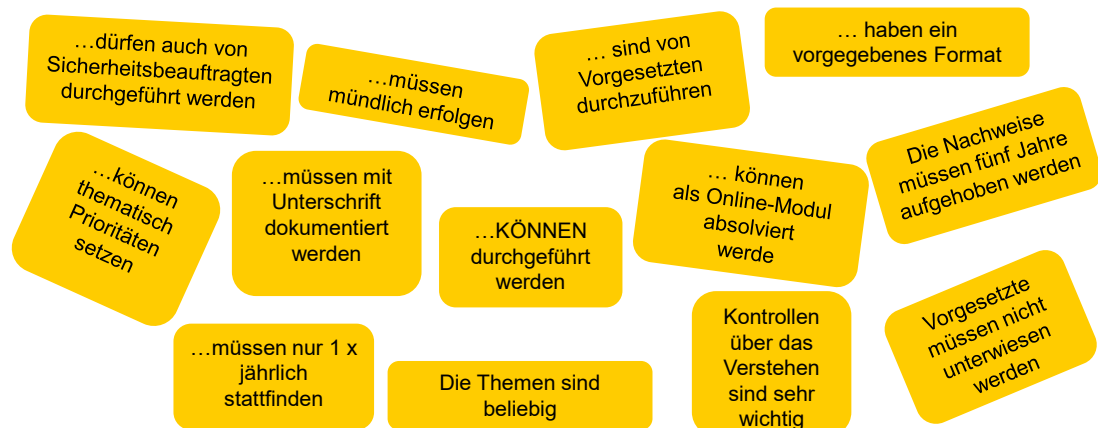 …dürfen auch von
Sicherheitsbeauftragten
durchgeführt werden
…müssen
mündlich erfolgen
… sind von
Vorgesetzten
durchzuführen
… haben ein
vorgegebenes Format
…können
thematisch
Prioritäten
setzen
…müssen mit
Unterschrift
dokumentiert
werden
…KÖNNEN
durchgeführt
werden
… können
als Online-Modul
absolviert
werde
Die Nachweise
müssen fünf Jahre
aufgehoben werden
…müssen nur 1 x
jährlich
stattfinden
Die Themen sind
beliebig
Kontrollen
über das
Verstehen
sind sehr
wichtig
Vorgesetzte
müssen nicht
unterwiesen
werden